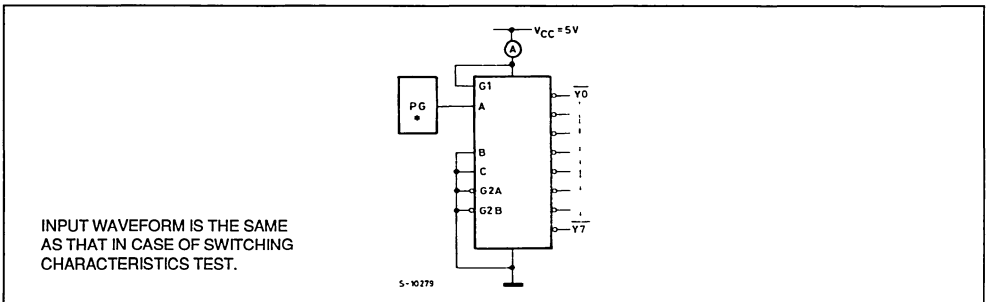 VCC=5V
A
G1
PG
*
A
Y0
B
C
G2A
G2B
Y7
INPUT WAVEFORM IS THE SAME
AS THAT IN CASE OF SWITCHING
CHARACTERISTICS TEST.
S-10279